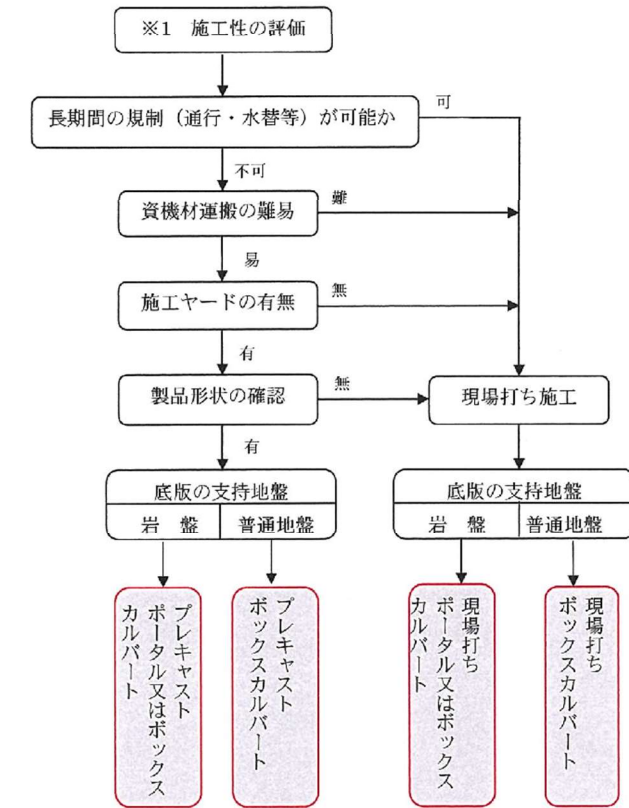 ※1 施工性の評価
長期間の規制（通行・水替等）が可能か
可
不可
資機材運搬の難易
難
易
施工ヤードの有無
無
有
製品形状の確認
無
現場打ち施工
有
底版の支持地盤
岩 盤
普通地盤
底版の支持地盤
岩 盤
普通地盤
プレキャスト
ポータル又はボックス
カルバート
プレキャスト
ボックスカルバート
現場打ち
ポータル又はボックス
カルバート
現場打ち
ボックスカルバート